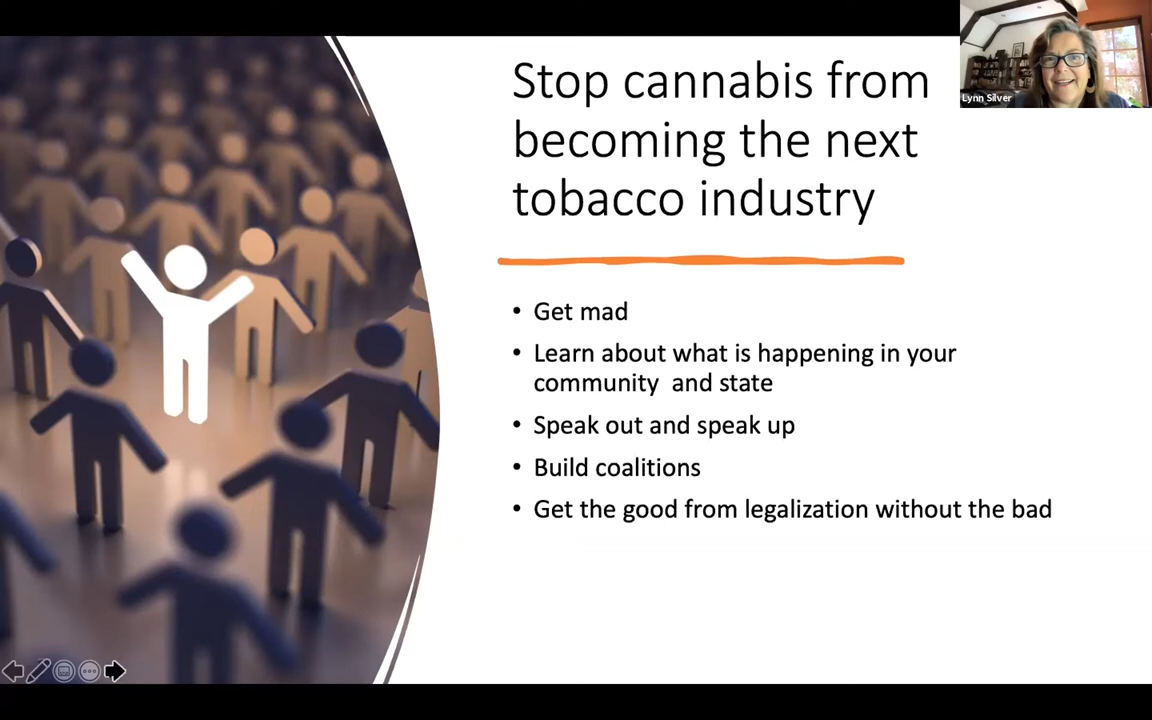 Stop cannabis from
becoming the next
tobacco industry
Lynn Silver
• Get mad
• Learn about what is happening in your
community  and state
• Speak out and speak up
• Build coalitions
• Get the good from legalization without the bad